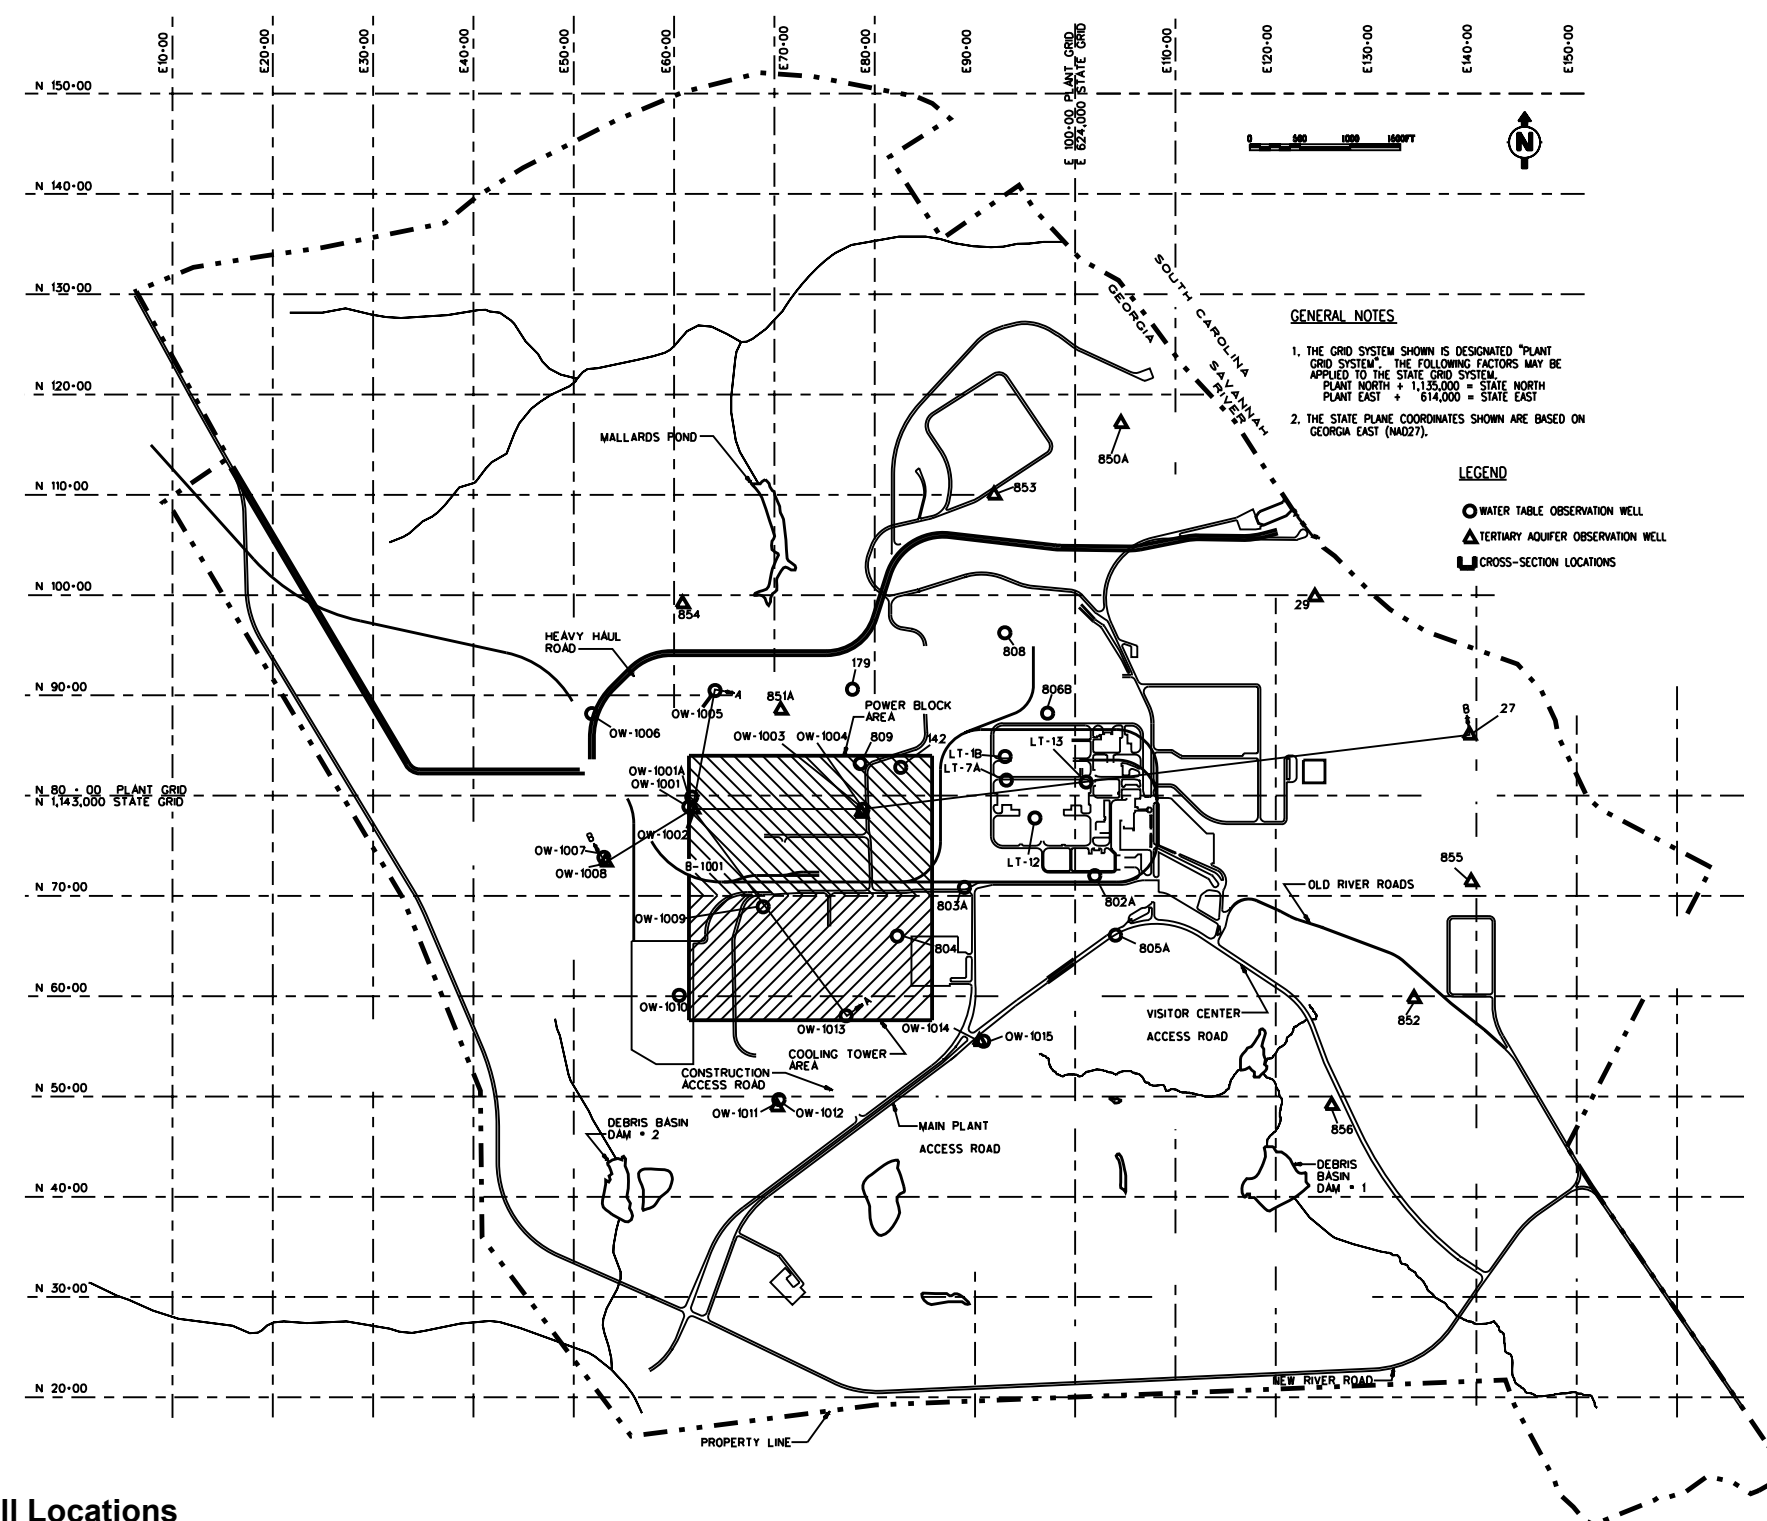 E10+00
E20+00
E30+00
E40+00
E50+00
E60+00
E70+00
E80+00
E90+00
E 100+00 PLANT GRID
E 624,000 STATE GRID
E110+00
E120+00
E130+00
E140+00
E150+00
N 150+00
N 140+00
N 130+00
N 120+00
N 110+00
N 100+00
N 90+00
N 80+00 PLANT GRID
N 1,143,000 STATE GRID
N 70+00
N 60+00
N 50+00
N 40+00
N 30+00
N 20+00
0 500 1000 1500FT
N
SOUTH CAROLINA
GEORGIA
SAVANNAH
RIVER
GENERAL NOTES
1. THE GRID SYSTEM SHOWN IS DESIGNATED "PLANT
GRID SYSTEM". THE FOLLOWING FACTORS MAY BE
APPLIED TO THE STATE GRID SYSTEM.
PLANT NORTH + 1,135,000 = STATE NORTH
PLANT EAST + 614,000 = STATE EAST
2. THE STATE PLANE COORDINATES SHOWN ARE BASED ON
GEORGIA EAST (NAD27).
LEGEND
WATER TABLE OBSERVATION WELL
TERTIARY AQUIFER OBSERVATION WELL
CROSS-SECTION LOCATIONS
MALLARDS POND
850A
853
854
29
HEAVY HAUL
ROAD
808
179
851A
806B
OW-1005
A
OW-1006
POWER BLOCK
AREA
OW-1003
OW-1004
809
142
LT-1B
LT-7A
LT-13
B
27
OW-1001A
OW-1001
OW-1002
B
OW-1007
OW-1008
B-1001
LT-12
855
OLD RIVER ROADS
803A
802A
OW-1009
804
805A
OW-1010
OW-1013
A
OW-1014
OW-1015
852
VISITOR CENTER
ACCESS ROAD
COOLING TOWER
AREA
CONSTRUCTION
ACCESS ROAD
OW-1011
OW-1012
DEBRIS BASIN
DAM # 2
MAIN PLANT
ACCESS ROAD
856
DEBRIS
BASIN
DAM # 1
NEW RIVER ROAD
PROPERTY LINE
ll Locations